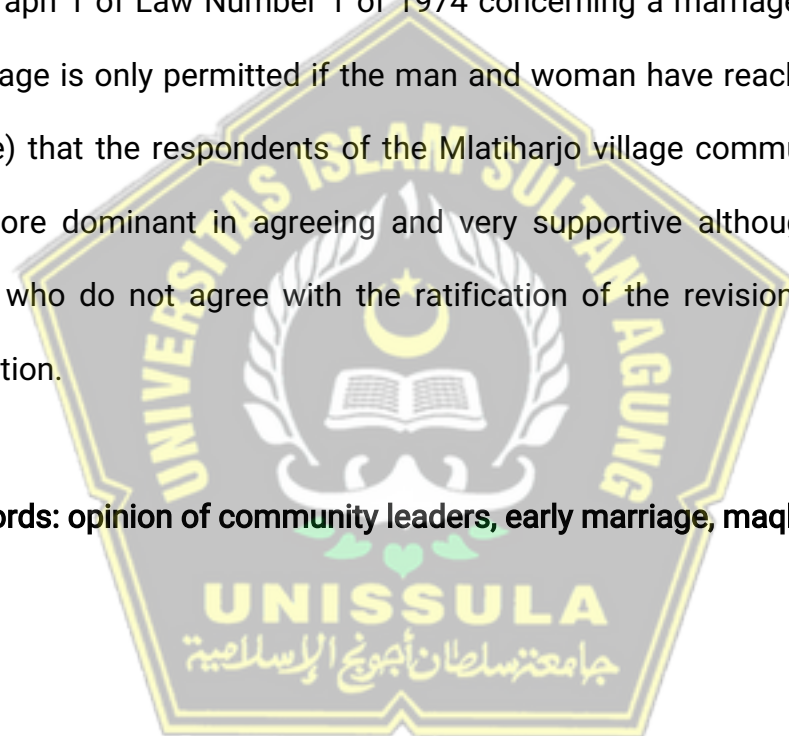 aph 1 of Law Number 1 of 1974 concerning a marriage
age is only permitted if the man and woman have reach
e) that the respondents of the Mlatiharjo village commu
ore dominant in agreeing and very supportive althoug
who do not agree with the ratification of the revision
tion.
ords: opinion of community leaders, early marriage, maql
UNIVERSITAS ISLAM SULTAN AGUNG
UNISSULA
جامعة سلطان أجونج الإسلامية